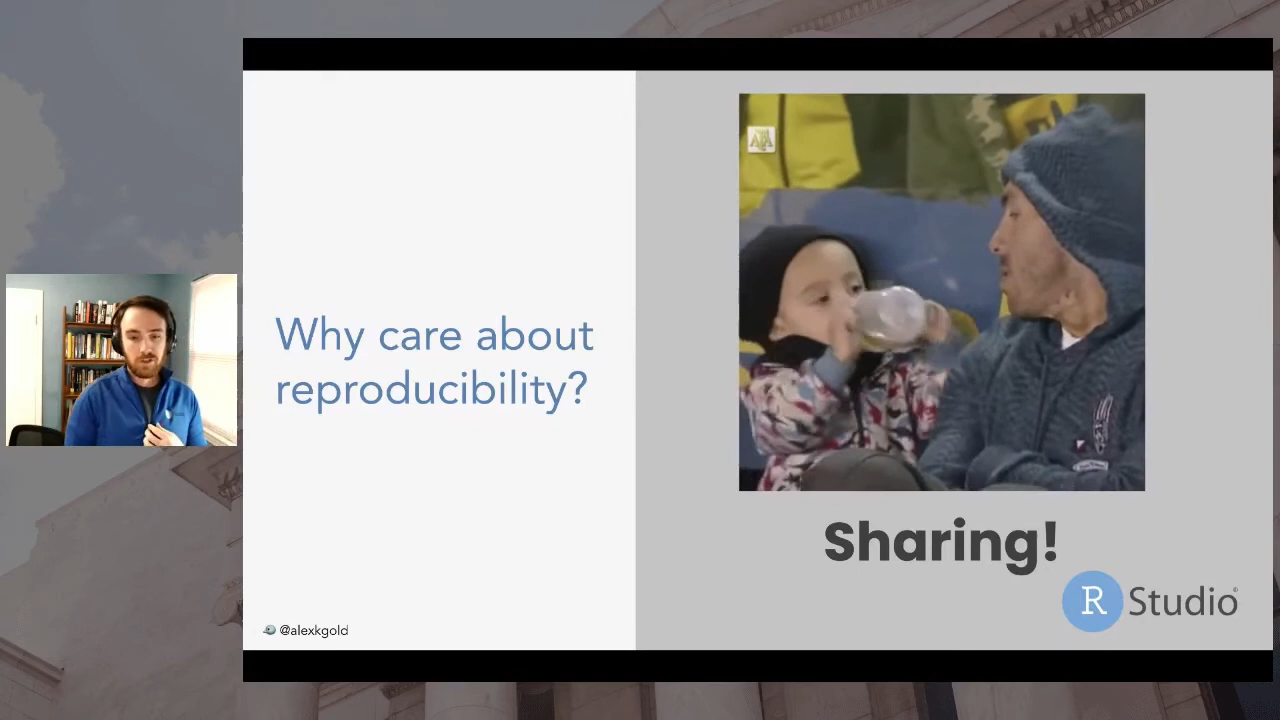 Why care about
reproducibility?
Sharing!
R Studio®
@alexkgold